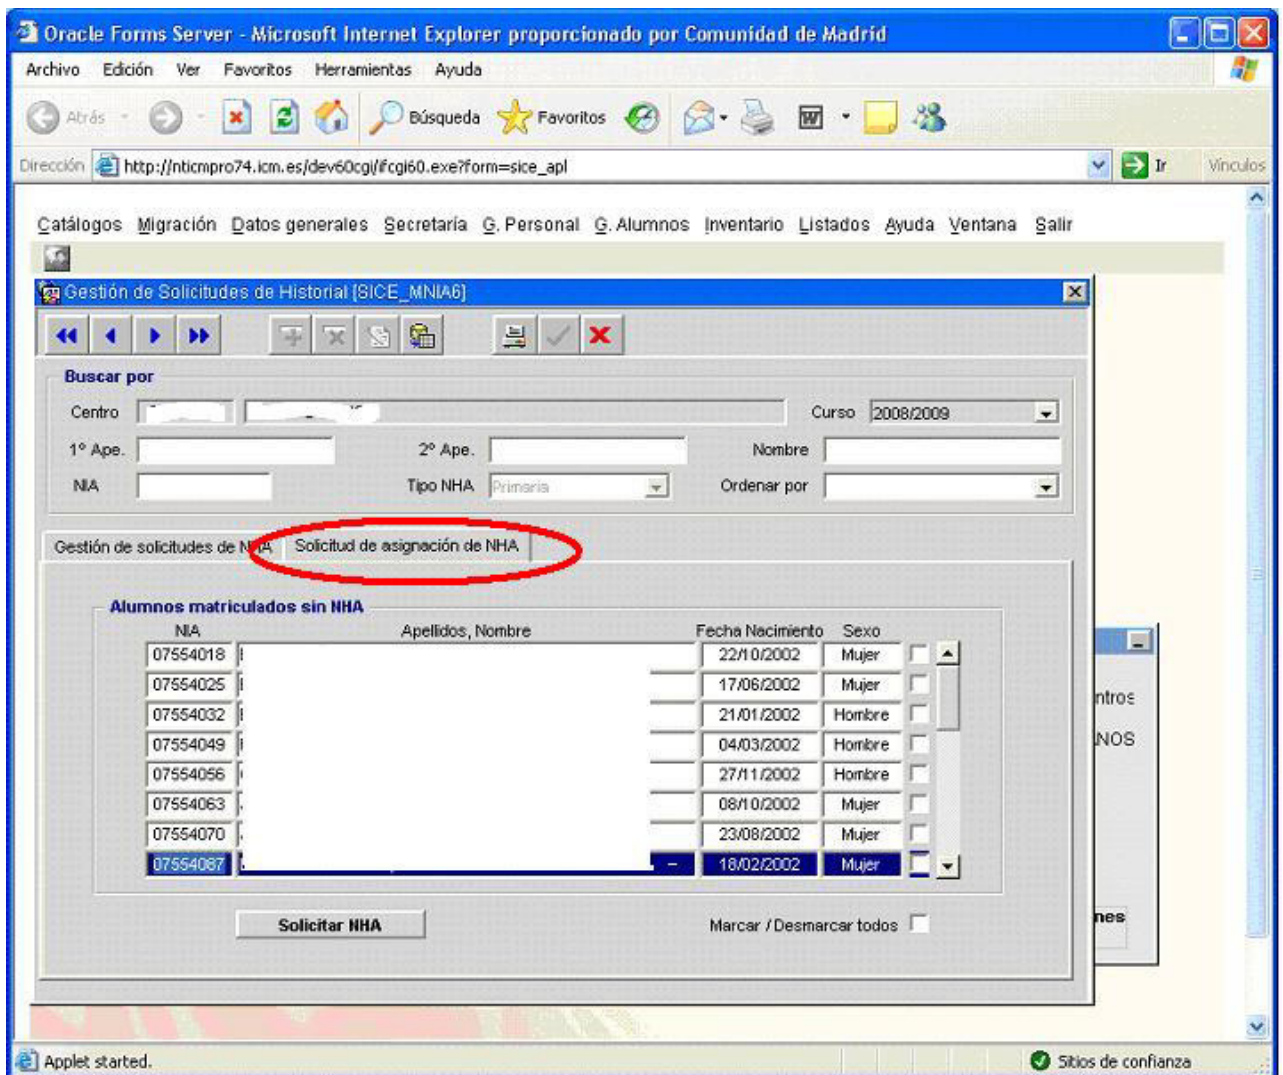 Oracle Forms Server - Microsoft Internet Explorer proporcionado por Comunidad de Madrid
Archivo Edición Ver Favoritos Herramientas Ayuda
Atrás Búsqueda Favoritos
Dirección http://nticmpro74.icm.es/dev60cgi/ifcgi60.exe?form=sice_apl Ir Vínculos
Catálogos Migración Datos generales Secretaría G. Personal G. Alumnos Inventario Listados Ayuda Ventana Salir
Gestión de Solicitudes de Historial [SICE_MNIA6]
Buscar por
Centro Curso 2008/2009
1º Ape. 2º Ape. Nombre
NIA Tipo NHA Primaria Ordenar por
Gestión de solicitudes de NHA Solicitud de asignación de NHA
Alumnos matriculados sin NHA
NIA Apellidos, Nombre Fecha Nacimiento Sexo
07554018 22/10/2002 Mujer
07554025 17/06/2002 Mujer
07554032 21/01/2002 Hombre
ntros
07554049 04/03/2002 Hombre
NOS
07554056 27/11/2002 Hombre
07554063 08/10/2002 Mujer
07554070 23/08/2002 Mujer
07554087 18/02/2002 Mujer
Solicitar NHA Marcar / Desmarcar todos
nes
Applet started. Sitios de confianza